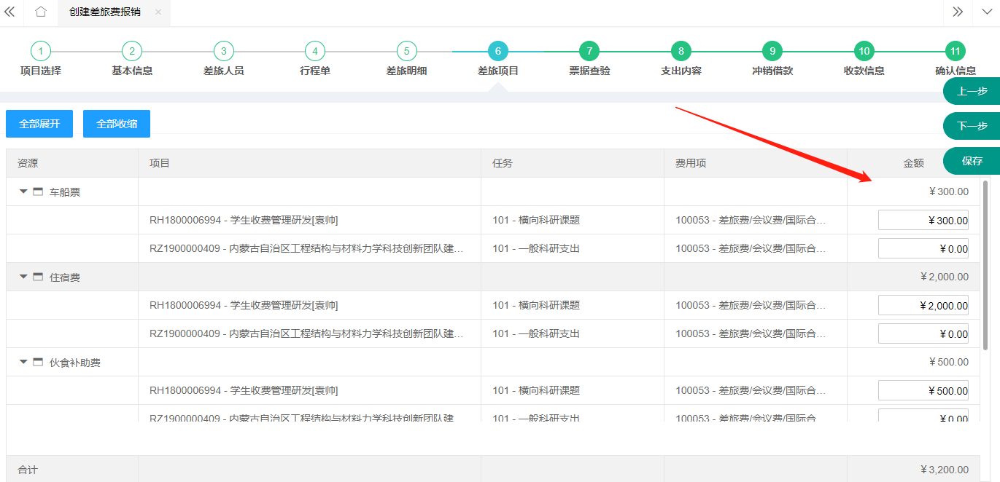 创建差旅费报销
1 2 3 4 5 6 7 8 9 10 11
项目选择 基本信息 差旅人员 行程单 差旅明细 差旅项目 票据查验 支出内容 冲销借款 收款信息 确认信息
上一步
全部展开 全部收缩
下一步
保存
资源 项目 任务 费用项 金额
车船票 ¥300.00
RH1800006994 - 学生收费管理研发[袁帅] 101 - 横向科研课题 100053 - 差旅费/会议费/国际合... ¥300.00
RZ1900000409 - 内蒙古自治区工程结构与材料力学科技创新团队建... 101 - 一般科研支出 100053 - 差旅费/会议费/国际合... ¥0.00
住宿费 ¥2,000.00
RH1800006994 - 学生收费管理研发[袁帅] 101 - 横向科研课题 100053 - 差旅费/会议费/国际合... ¥2,000.00
RZ1900000409 - 内蒙古自治区工程结构与材料力学科技创新团队建... 101 - 一般科研支出 100053 - 差旅费/会议费/国际合... ¥0.00
伙食补助费 ¥500.00
RH1800006994 - 学生收费管理研发[袁帅] 101 - 横向科研课题 100053 - 差旅费/会议费/国际合... ¥500.00
RZ1900000409 - 内蒙古自治区工程结构与材料力学科技创新团队建 101 - 一般科研支出 100053 - 差旅费/会议费/国际合 ¥0.00
合计 ¥3,200.00